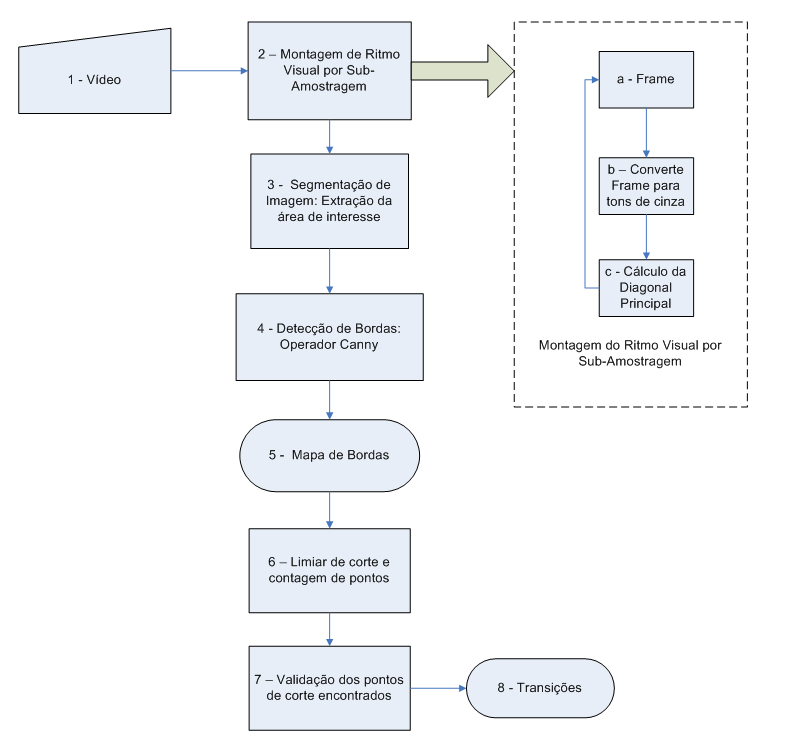 1 - Vídeo
2 – Montagem de Ritmo
Visual por Sub-
Amostragem
3 -  Segmentação de
Imagem: Extração da
área de interesse
4 - Detecção de Bordas:
Operador Canny
5 -  Mapa de Bordas
6 – Limiar de corte e
contagem de pontos
7 – Validação dos pontos
de corte encontrados
8 - Transições
a - Frame
b – Converte
Frame para
tons de cinza
c - Cálculo da
Diagonal
Principal
Montagem do Ritmo Visual por
Sub-Amostragem